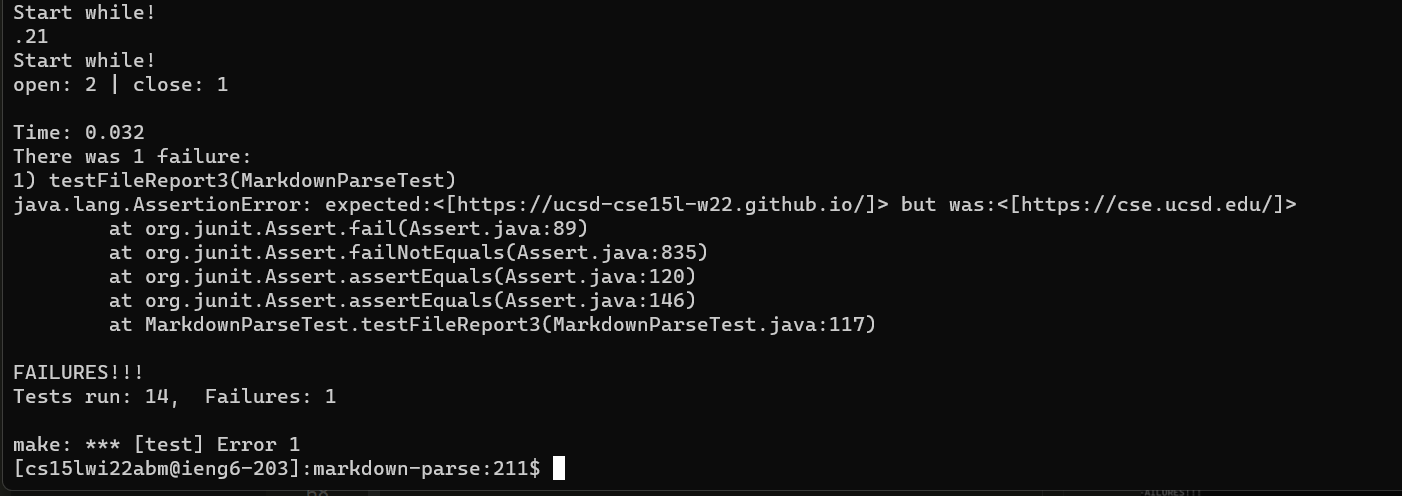 Start while!
.21
Start while!
open: 2 | close: 1
Time: 0.032
There was 1 failure:
1) testFileReport3(MarkdownParseTest)
java.lang.AssertionError: expected:<[https://ucsd-cse15l-w22.github.io/]> but was:<[https://cse.ucsd.edu/]>
        at org.junit.Assert.fail(Assert.java:89)
        at org.junit.Assert.failNotEquals(Assert.java:835)
        at org.junit.Assert.assertEquals(Assert.java:120)
        at org.junit.Assert.assertEquals(Assert.java:146)
        at MarkdownParseTest.testFileReport3(MarkdownParseTest.java:117)
FAILURES!!!
Tests run: 14,  Failures: 1
make: *** [test] Error 1
[cs15lwi22abm@ieng6-203]:markdown-parse:211$